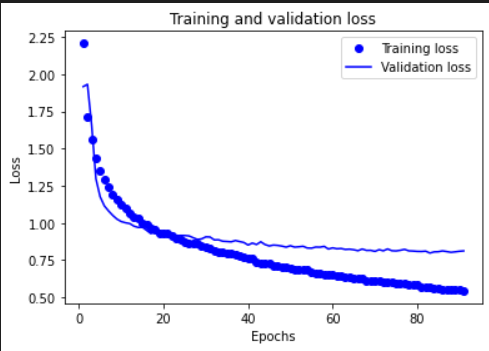 Training and validation loss
2.25
2.00
1.75
1.50
1.25
1.00
0.75
0.50
Loss
Training loss
Validation loss
0
20
40
60
80
Epochs